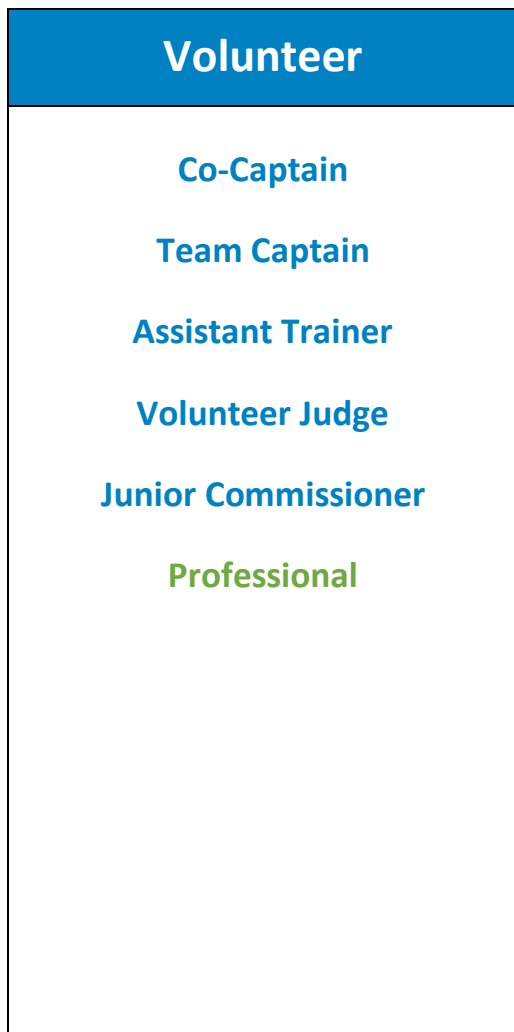 Volunteer
Co-Captain
Team Captain
Assistant Trainer
Volunteer Judge
Junior Commissioner
Professional